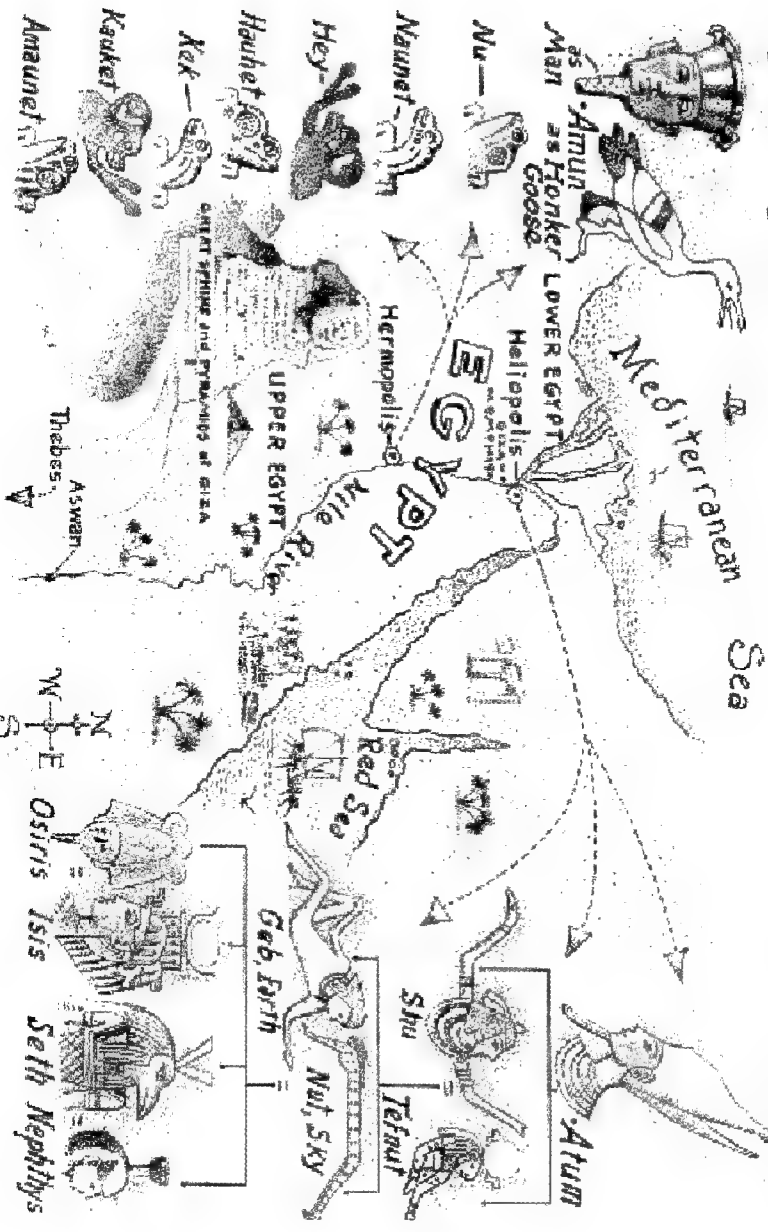 as
Man
Amun
as Honker
Goose
Nu
Naunet
Hey
Hauhet
Kek
Kauket
Amaunet
Mediterranean
Sea
LOWER EGYPT
Heliopolis
EGYPT
Hermopolis
UPPER EGYPT
Nile River
GREAT SPHINX and PYRAMIDS of GIZA
Thebes
Aswan
Red Sea
N
W E
S
Atum
Shu
Tefnut
Geb, Earth
Nut, Sky
Osiris = Isis
Seth = Nephthys